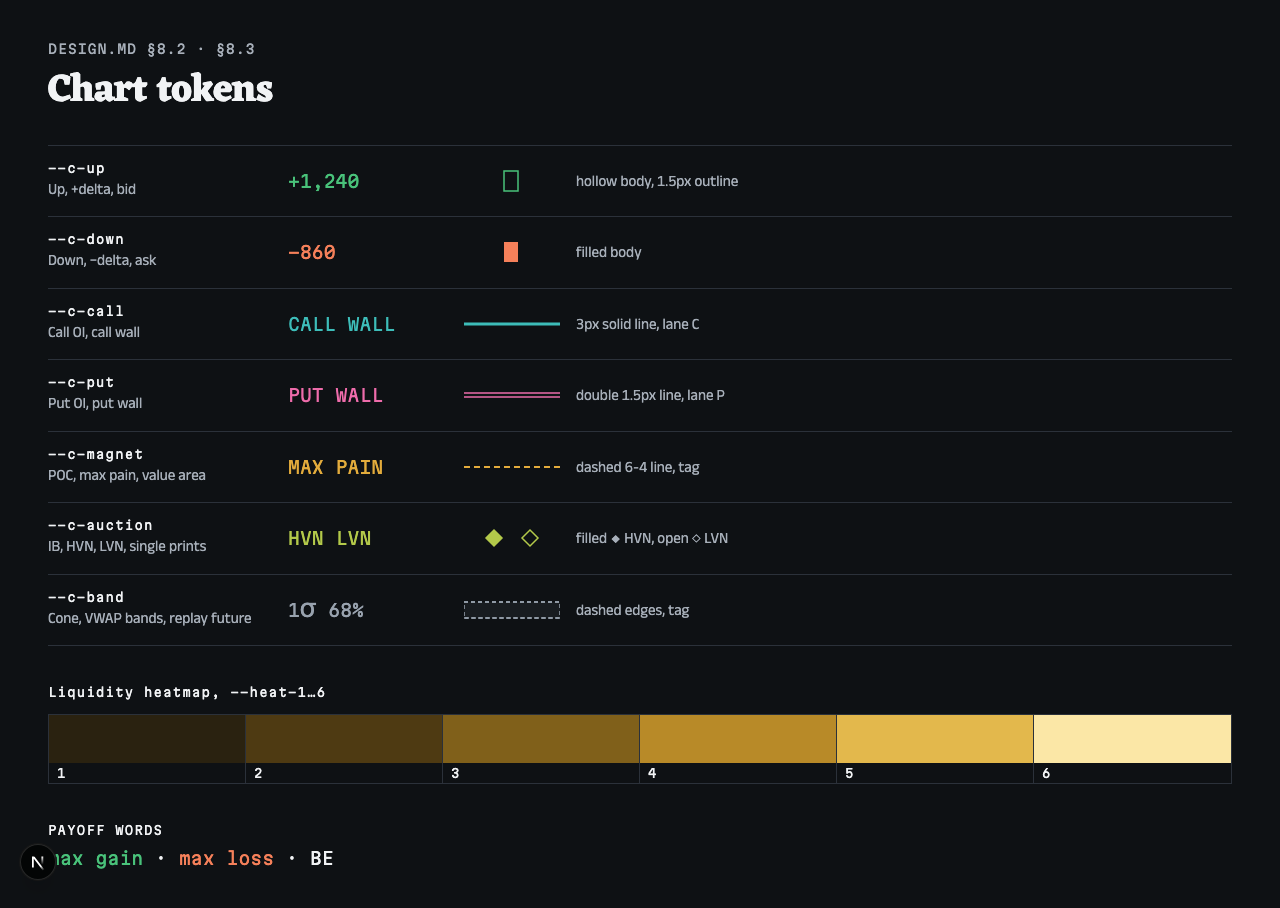 DESIGN.MD §8.2 · §8.3
Chart tokens
--c-up
Up, +delta, bid
+1,240
hollow body, 1.5px outline
--c-down
Down, −delta, ask
−860
filled body
--c-call
Call OI, call wall
CALL WALL
3px solid line, lane C
--c-put
Put OI, put wall
PUT WALL
double 1.5px line, lane P
--c-magnet
POC, max pain, value area
MAX PAIN
dashed 6-4 line, tag
--c-auction
IB, HVN, LVN, single prints
HVN LVN
filled ◆ HVN, open ◇ LVN
--c-band
Cone, VWAP bands, replay future
1σ 68%
dashed edges, tag
Liquidity heatmap, --heat-1…6
1
2
3
4
5
6
PAYOFF WORDS
max gain · max loss · BE
N